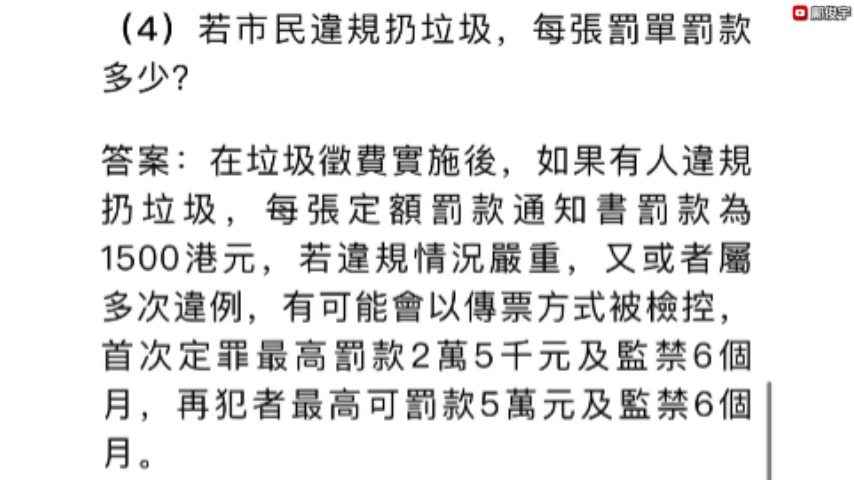 鄺俊宇
（4）若市民違規扔垃圾，每張罰單罰款
多少？
答案：在垃圾徵費實施後，如果有人違規
扔垃圾，每張定額罰款通知書罰款為
1500港元，若違規情況嚴重，又或者屬
多次違例，有可能會以傳票方式被檢控，
首次定罪最高罰款2萬5千元及監禁6個
月，再犯者最高可罰款5萬元及監禁6個
月。